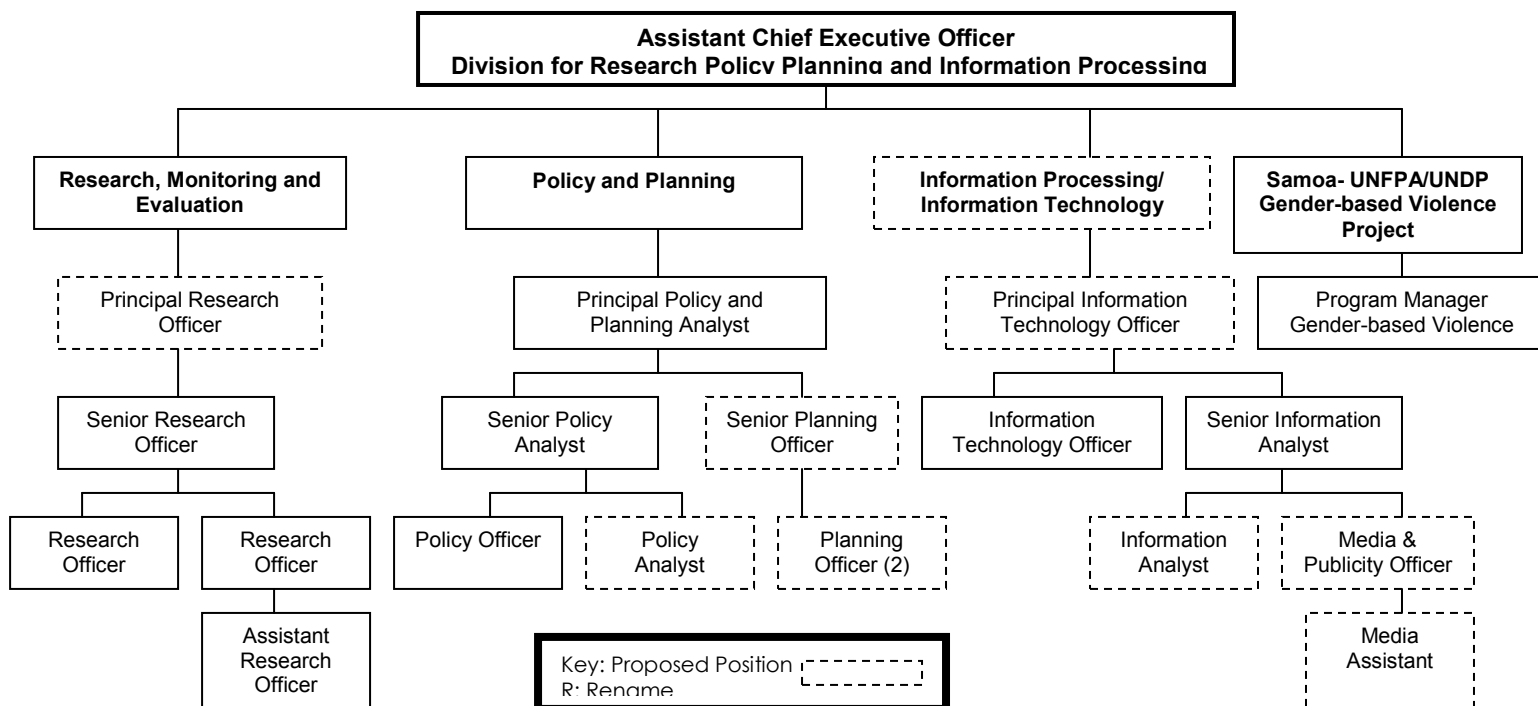 Assistant Chief Executive Officer
Division for Research Policy Planning and Information Processing
Research, Monitoring and
Evaluation
Policy and Planning
Information Processing/
Information Technology
Samoa- UNFPA/UNDP
Gender-based Violence
Project
Principal Research
Officer
Principal Policy and
Planning Analyst
Principal Information
Technology Officer
Program Manager
Gender-based Violence
Senior Research
Officer
Senior Policy
Analyst
Senior Planning
Officer
Information
Technology Officer
Senior Information
Analyst
Research
Officer
Research
Officer
Policy Officer
Policy
Analyst
Planning
Officer (2)
Information
Analyst
Media &
Publicity Officer
Assistant
Research
Officer
Media
Assistant
Key: Proposed Position
R: Rename